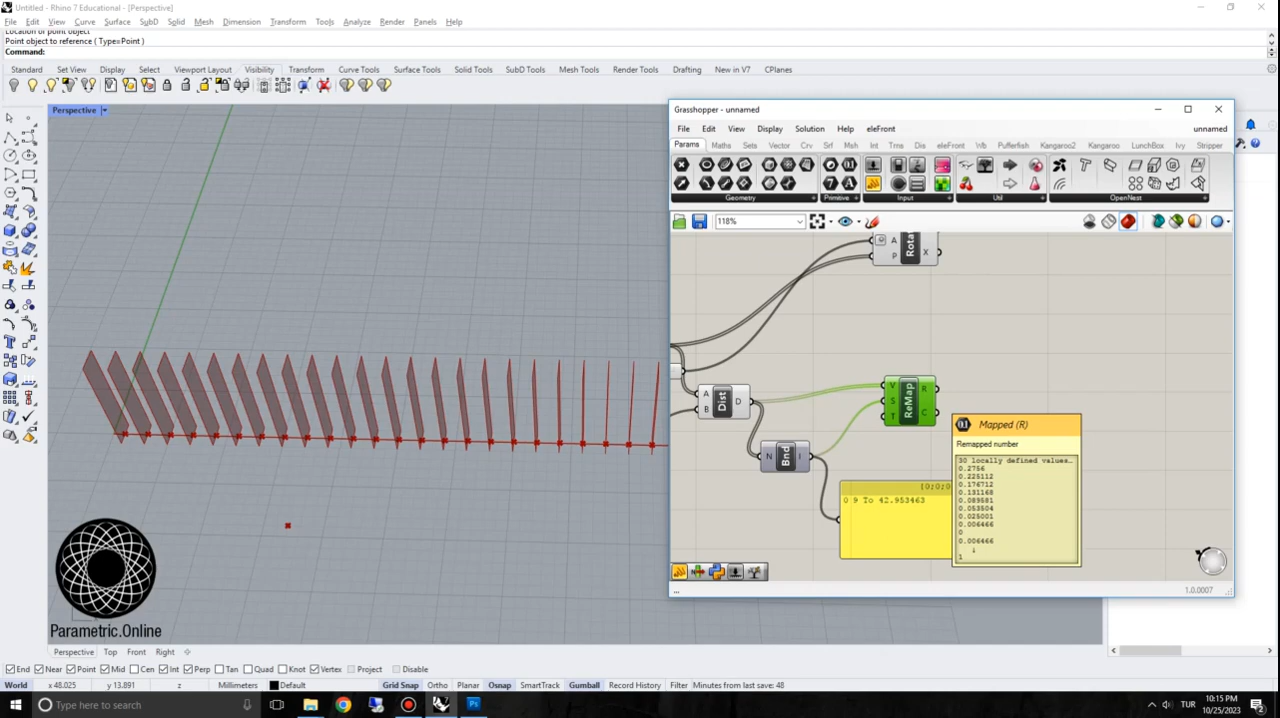 Untitled - Rhino 7 Educational - [Perspective]
File Edit View Curve Surface SubD Solid Mesh Dimension Transform Tools Analyze Render Panels Help
Location of point object
Point object to reference ( Type=Point )
Command:
Standard Set View Display Select Viewport Layout Visibility Transform Curve Tools Surface Tools Solid Tools SubD Tools Mesh Tools Render Tools Drafting New in V7 CPlanes
Perspective
Grasshopper - unnamed
File Edit View Display Solution Help eleFront unnamed
Params Maths Sets Vector Crv Srf Msh Int Trns Dis eleFront Wb Pufferfish Kangaroo2 Kangaroo LunchBox Ivy Stripper
Geometry Primitive Input Util OpenNest
118%
A
P
Rota
X
A
B
Dist
D
N
Bnd
I
V
S
T
ReMap
R
C
{0;0;0
0 9 To 42.953463
Mapped (R)
Remapped number
30 locally defined values...
0.2756
0.225112
0.176712
0.131168
0.089581
0.053504
0.025001
0.006466
0
0.006466
1
... 1.0.0007
Parametric.Online
Perspective Top Front Right
End Near Point Mid Cen Int Perp Tan Quad Knot Vertex Project Disable
World x 48.025 y 13.891 z Millimeters Default Grid Snap Ortho Planar Osnap SmartTrack Gumball Record History Filter Minutes from last save: 48
Type here to search
TUR
10:15 PM
10/25/2023